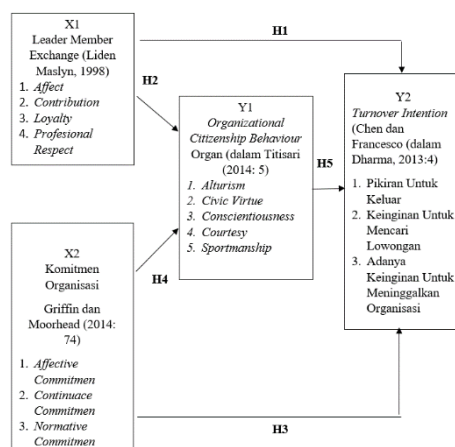 X1
Leader Member
Exchange (Liden
Maslyn, 1998)
1. Affect
2. Contribution
3. Loyalty
4. Profesional
Respect
H1
H2
Y1
Organizational
Citizenship Behaviour
Organ (dalam Titisari
(2014: 5)
1. Alturism
2. Civic Virtue
3. Conscientiousness
4. Courtesy
5. Sportmanship
H5
Y2
Turnover Intention
(Chen dan
Francesco (dalam
Dharma, 2013:4)
1. Pikiran Untuk
Keluar
2. Keinginan Untuk
Mencari
Lowongan
3. Adanya
Keinginan Untuk
Meninggalkan
Organisasi
X2
Komitmen
Organisasi
Griffin dan
Moorhead (2014:
74)
1. Affective
Commitmen
2. Continuace
Commitmen
3. Normative
Commitmen
H4
H3